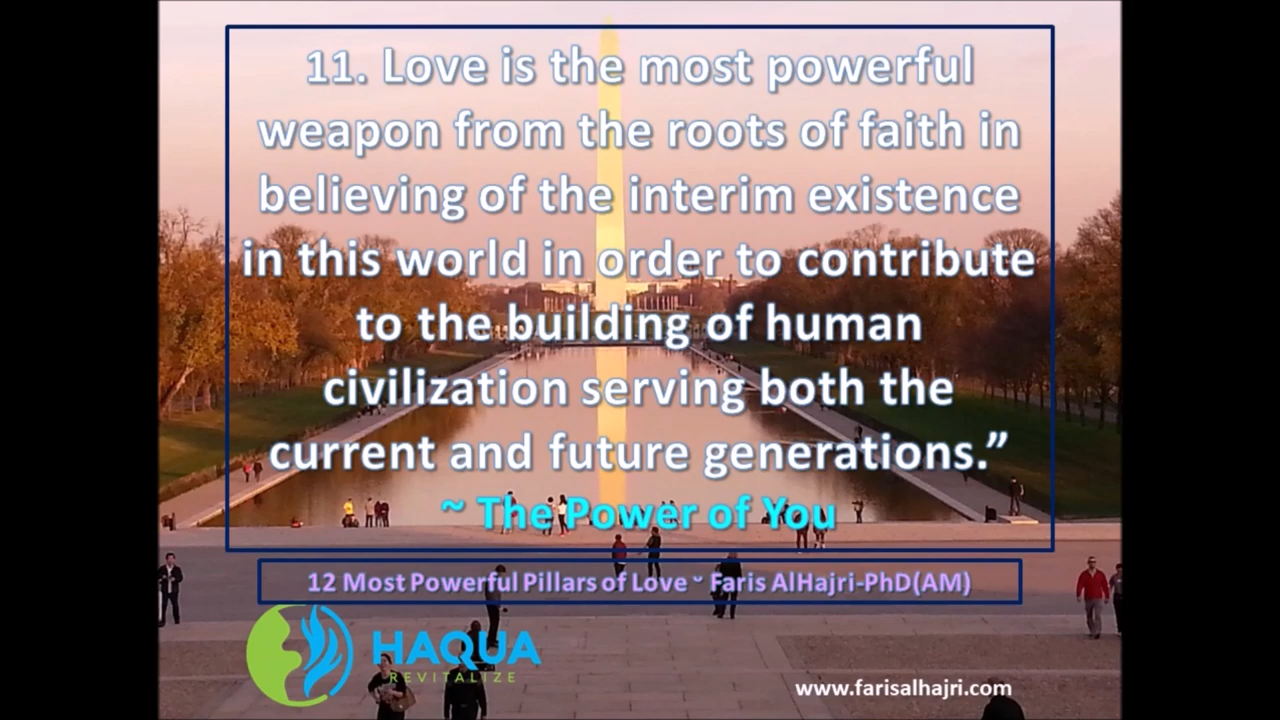 11. Love is the most powerful
weapon from the roots of faith in
believing of the interim existence
in this world in order to contribute
to the building of human
civilization serving both the
current and future generations.”
~ The Power of You
12 Most Powerful Pillars of Love ˜ Faris AlHajri-PhD(AM)
HAQUA
REVITALIZE
www.farisalhajri.com